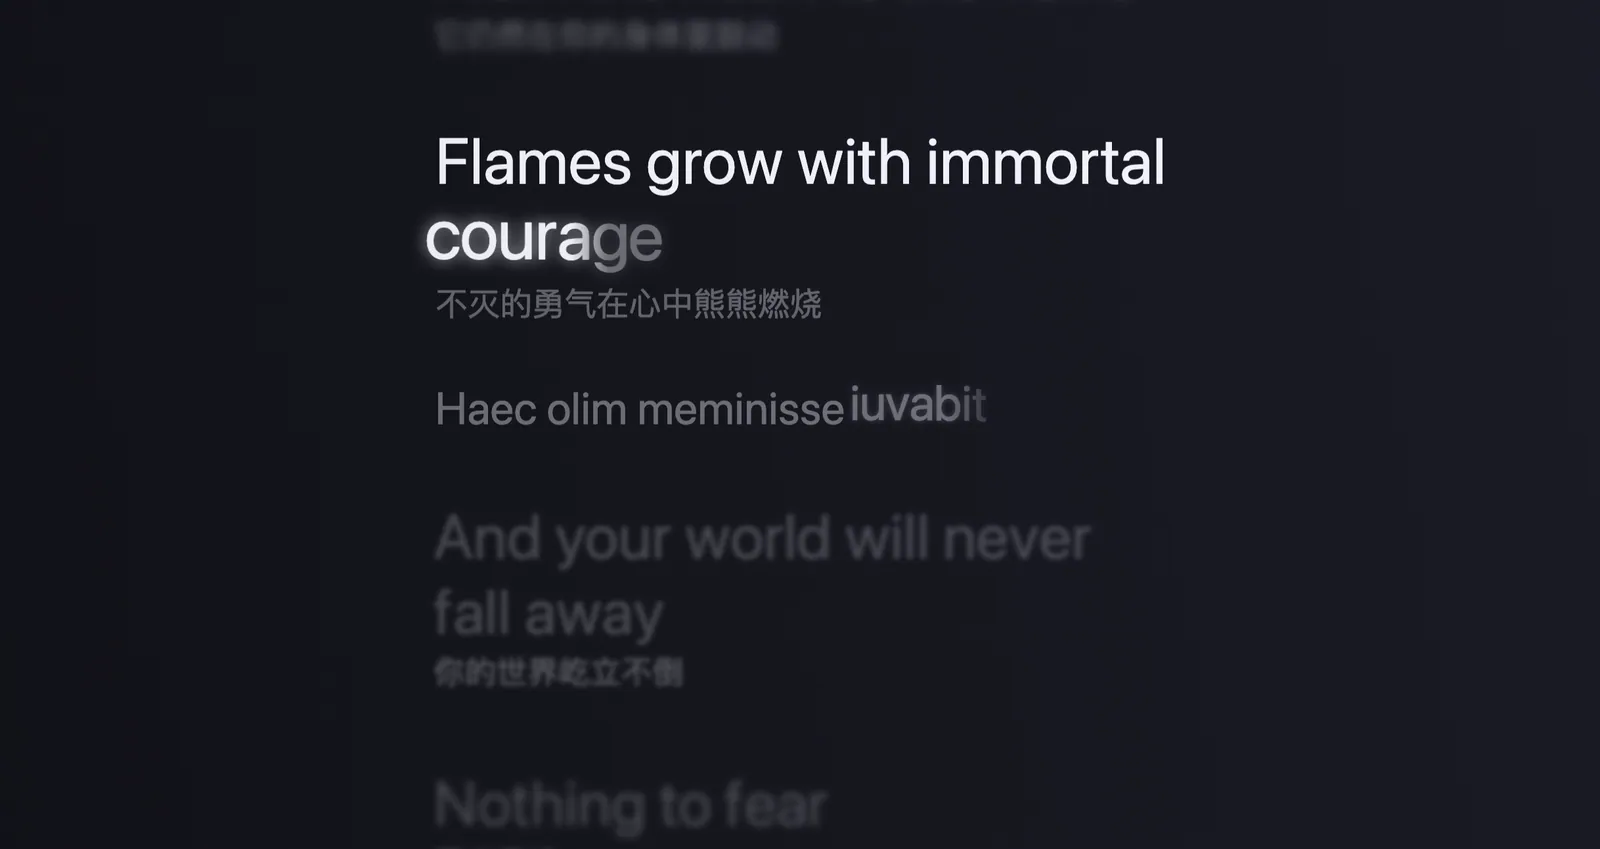 Flames grow with immortal
courage
不灭的勇气在心中熊熊燃烧
Haec olim meminisse iuvabit
And your world will never
fall away
你的世界屹立不倒
Nothing to fear